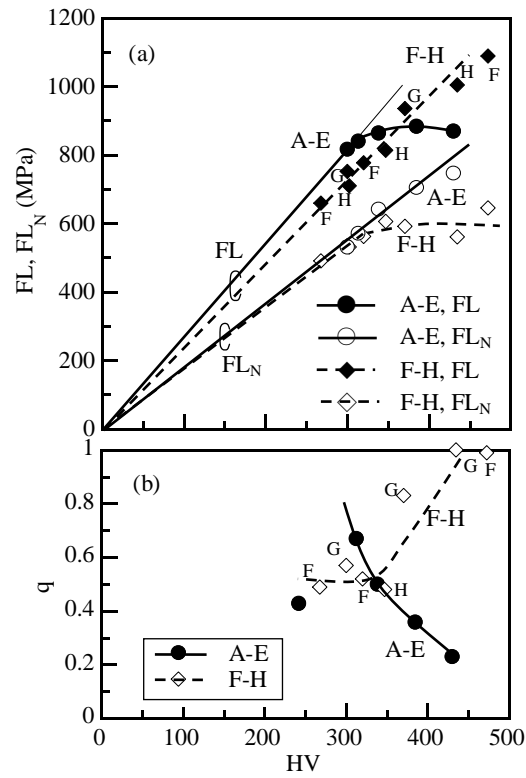 (a)
FL, FL_N (MPa)
1200
1000
800
600
400
200
0
F-H
G
H
F
A-E
G
H
F
H
F
A-E
F-H
FL
FL_N
A-E, FL
A-E, FL_N
F-H, FL
F-H, FL_N
(b)
q
1
0.8
0.6
0.4
0.2
0
G
F
G
F-H
G
F
F
H
A-E
A-E
F-H
0
100
200
300
400
500
HV